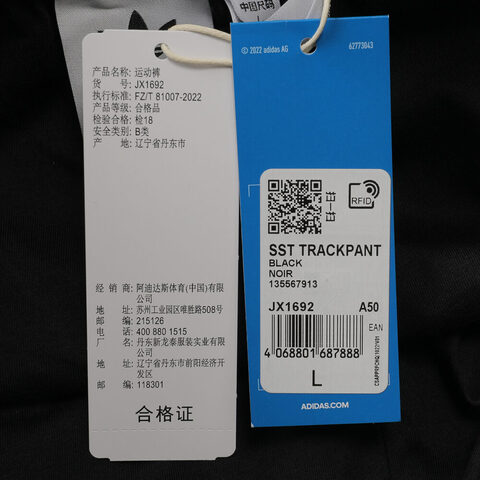 中国尺码
L
产品名称: 运动裤
货 号: JX1692
执行标准: FZ/T 81007-2022
产品等级: 合格品
检验合格: 检18
安全类别: B类
产 地: 辽宁省丹东市
经 销 商: 阿迪达斯体育(中国)有限
公司
地 址: 苏州工业园区唯胜路508号
邮 编: 215126
电 话: 400 880 1515
厂 名: 丹东新龙泰服装实业有限
公司
地 址: 辽宁省丹东市前阳经济开
发区
邮 编: 118301
合格证
© 2022 adidas AG
62773043
RFID
SST TRACKPANT
BLACK
NOIR
135567913
JX1692 A50
EAN
4 068801 687888
L
ADIDAS.COM